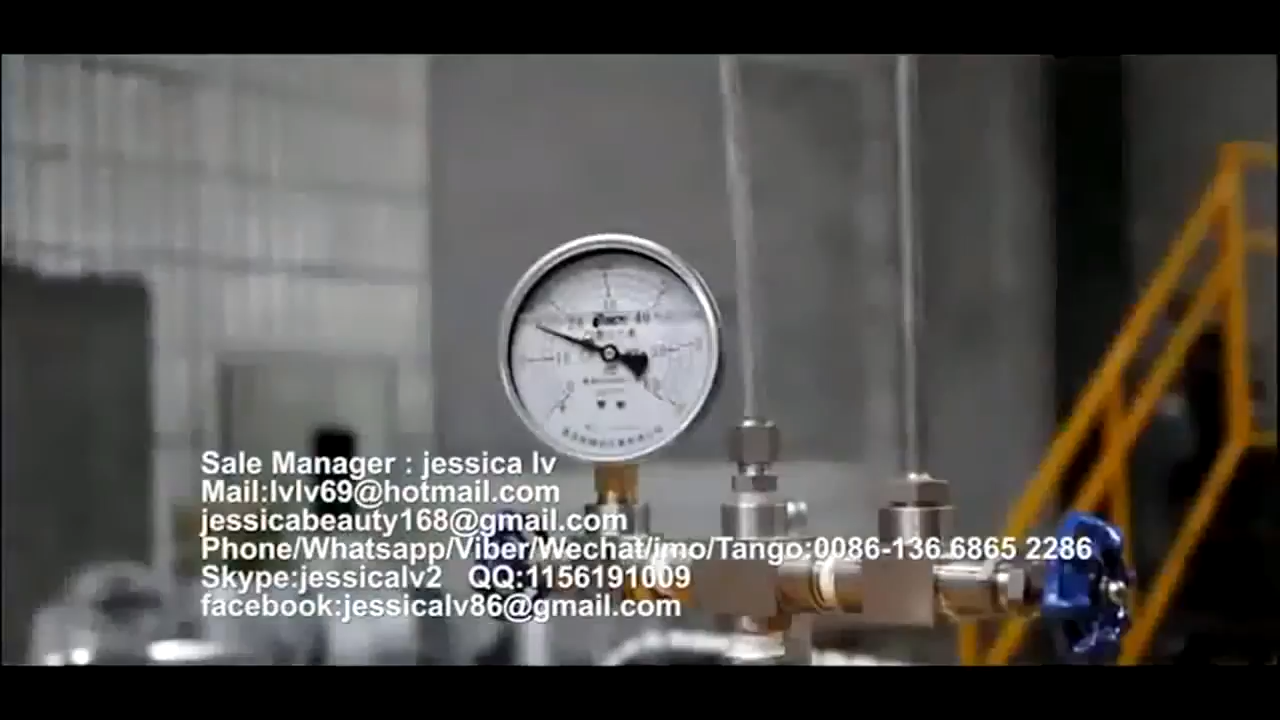 Sale Manager : jessica lv
Mail:lvlv69@hotmail.com
jessicabeauty168@gmail.com
Phone/Whatsapp/Viber/Wechat/imo/Tango:0086-136 6865 2286
Skype:jessicalv2 QQ:1156191009
facebook:jessicalv86@gmail.com